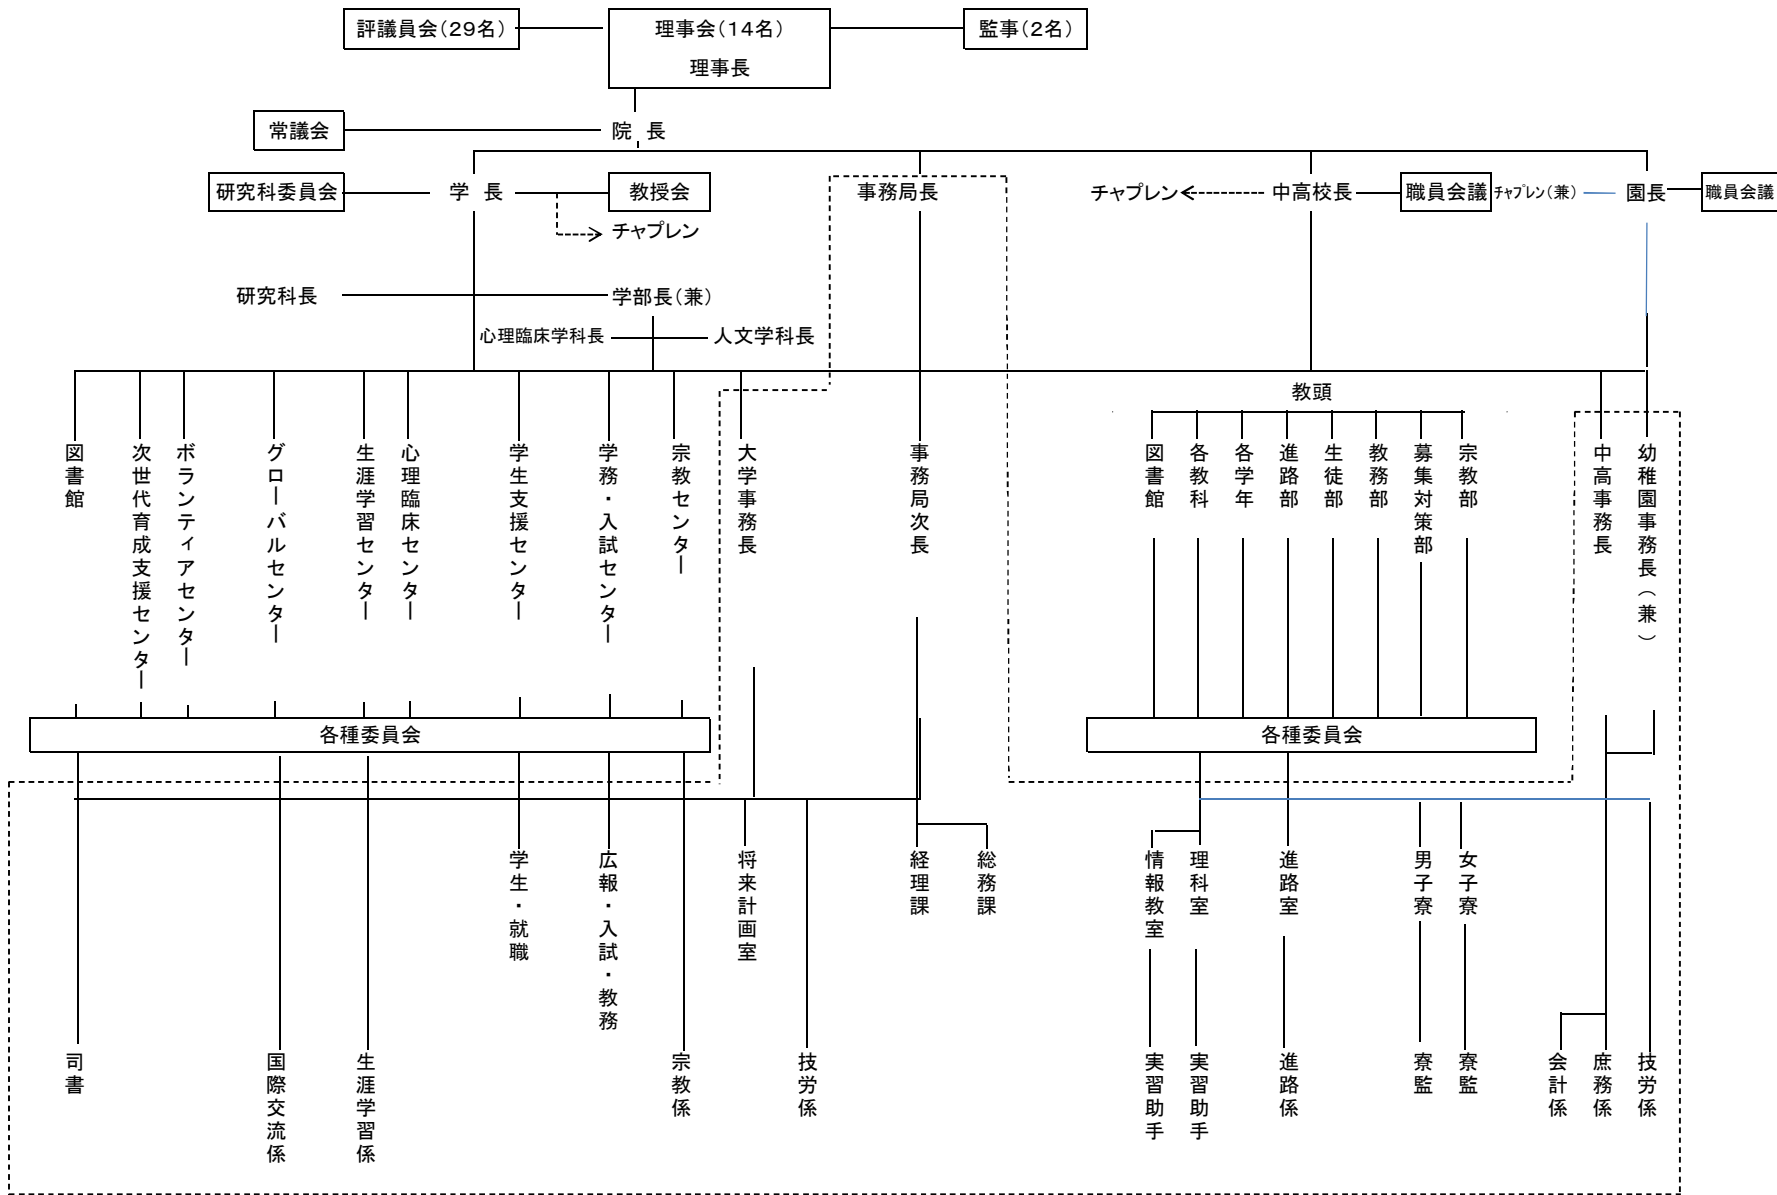 評議員会(29名)
理事会(14名)
理事長
監事(2名)
常議会
院 長
研究科委員会
学 長
教授会
チャプレン
事務局長
チャプレン
中高校長
職員会議
チャプレン(兼)
園長
職員会議
研究科長
学部長(兼)
心理臨床学科長
人文学科長
教頭
図書館
次世代育成支援センター
ボランティアセンター
グローバルセンター
生涯学習センター
心理臨床センター
学生支援センター
学務・入試センター
宗教センター
大学事務長
事務局次長
図書館
各教科
各学年
進路部
生徒部
教務部
募集対策部
宗教部
中高事務長
幼稚園事務長(兼)
各種委員会
各種委員会
学生・就職
広報・入試・教務
将来計画室
経理課
総務課
情報教室
理科室
進路室
男子寮
女子寮
司書
国際交流係
生涯学習係
宗教係
技労係
実習助手
実習助手
進路係
寮監
寮監
会計係
庶務係
技労係